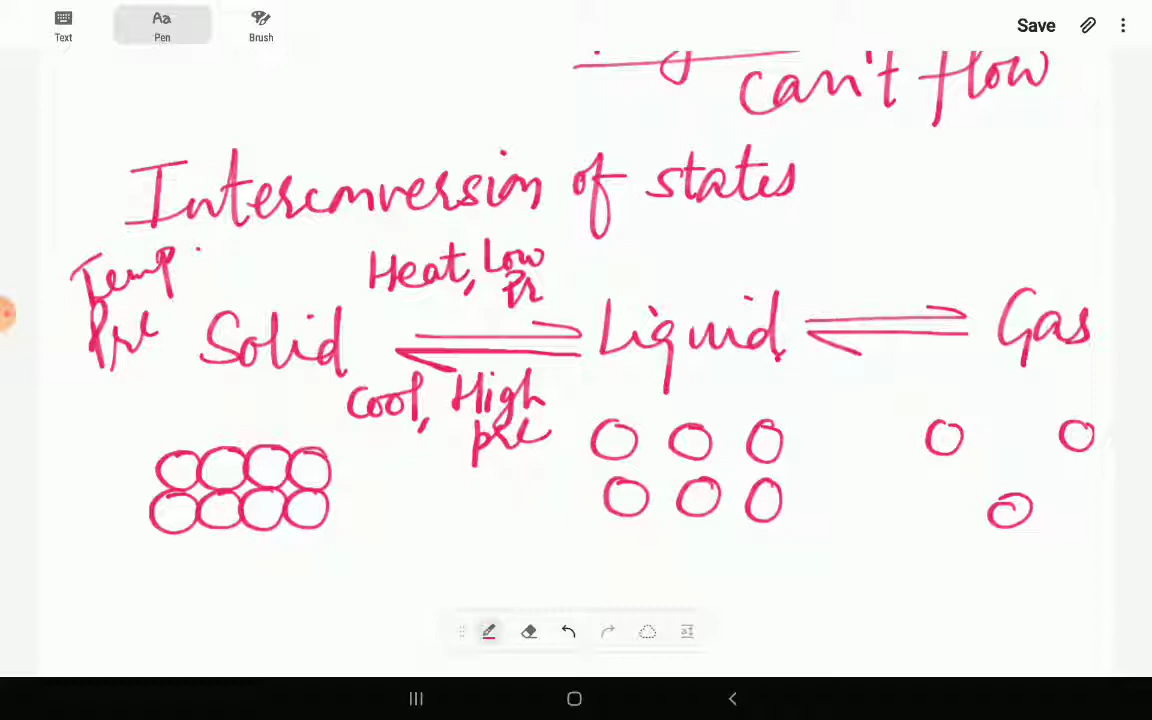 Text
Aa
Pen
Brush
Save
can't flow
Interconversion of states
Temp
Pre
Heat, Low
Pr
Solid
Liquid
Gas
Cool, High
pre